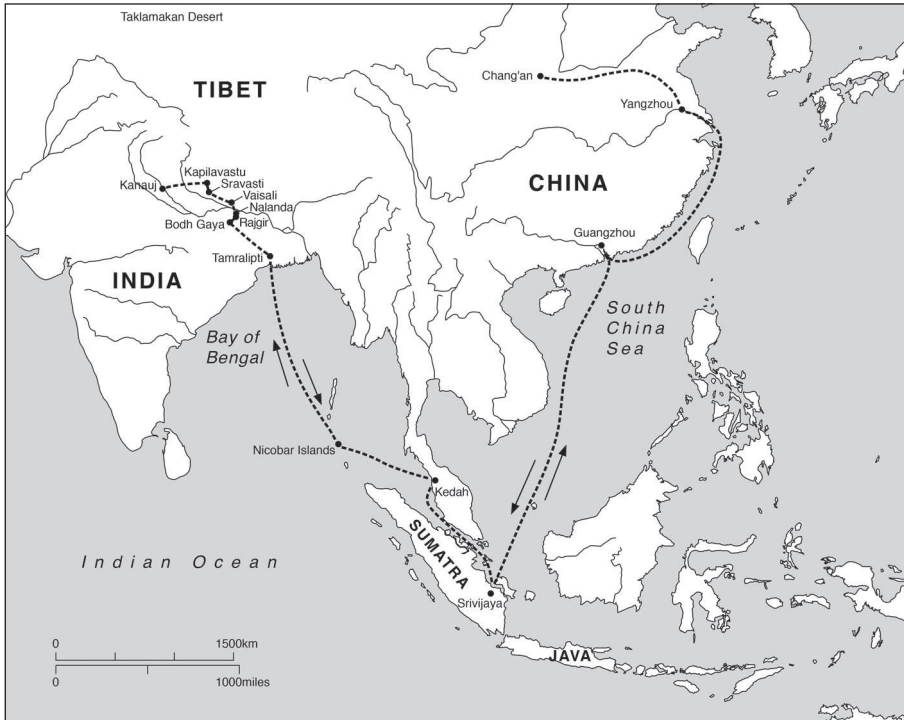 Taklamakan Desert
TIBET
Chang'an
Yangzhou
Kapilavastu
Kanauj
Sravasti
Vaisali
CHINA
Nalanda
Bodh Gaya
Rajgir
Guangzhou
Tamralipti
INDIA
South
China
Sea
Bay of
Bengal
Nicobar Islands
Kedah
SUMATRA
Indian Ocean
Srivijaya
0 1500km
JAVA
0 1000miles